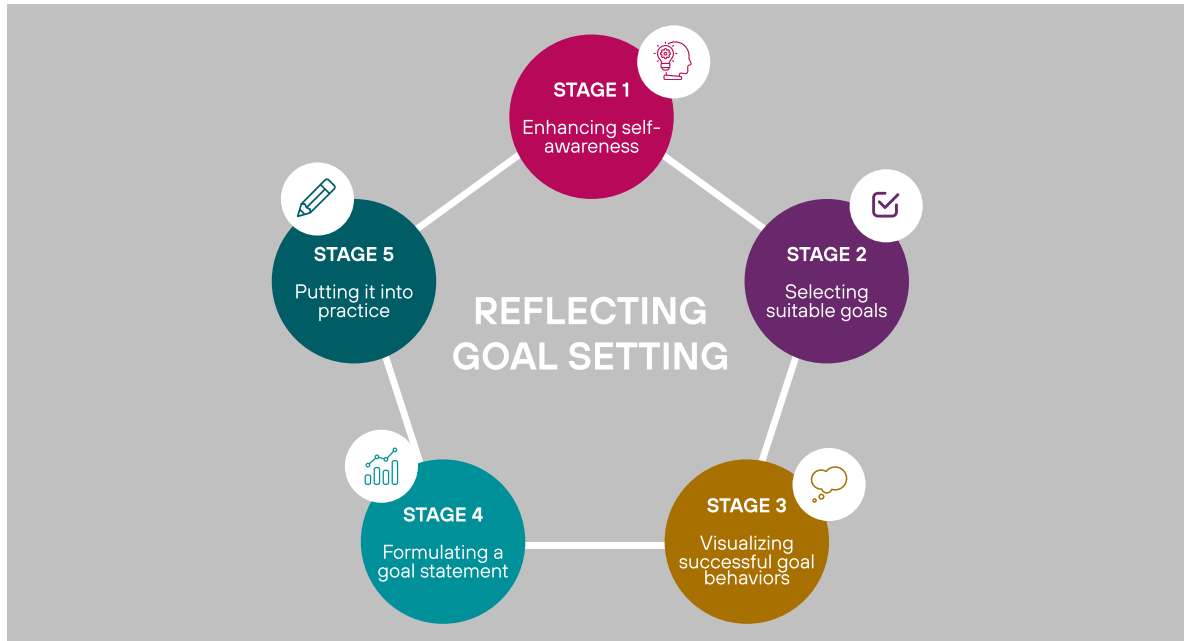 STAGE 1
Enhancing self-
awareness
STAGE 2
Selecting
suitable goals
STAGE 3
Visualizing
successful goal
behaviors
STAGE 4
Formulating a
goal statement
STAGE 5
Putting it into
practice
REFLECTING
GOAL SETTING